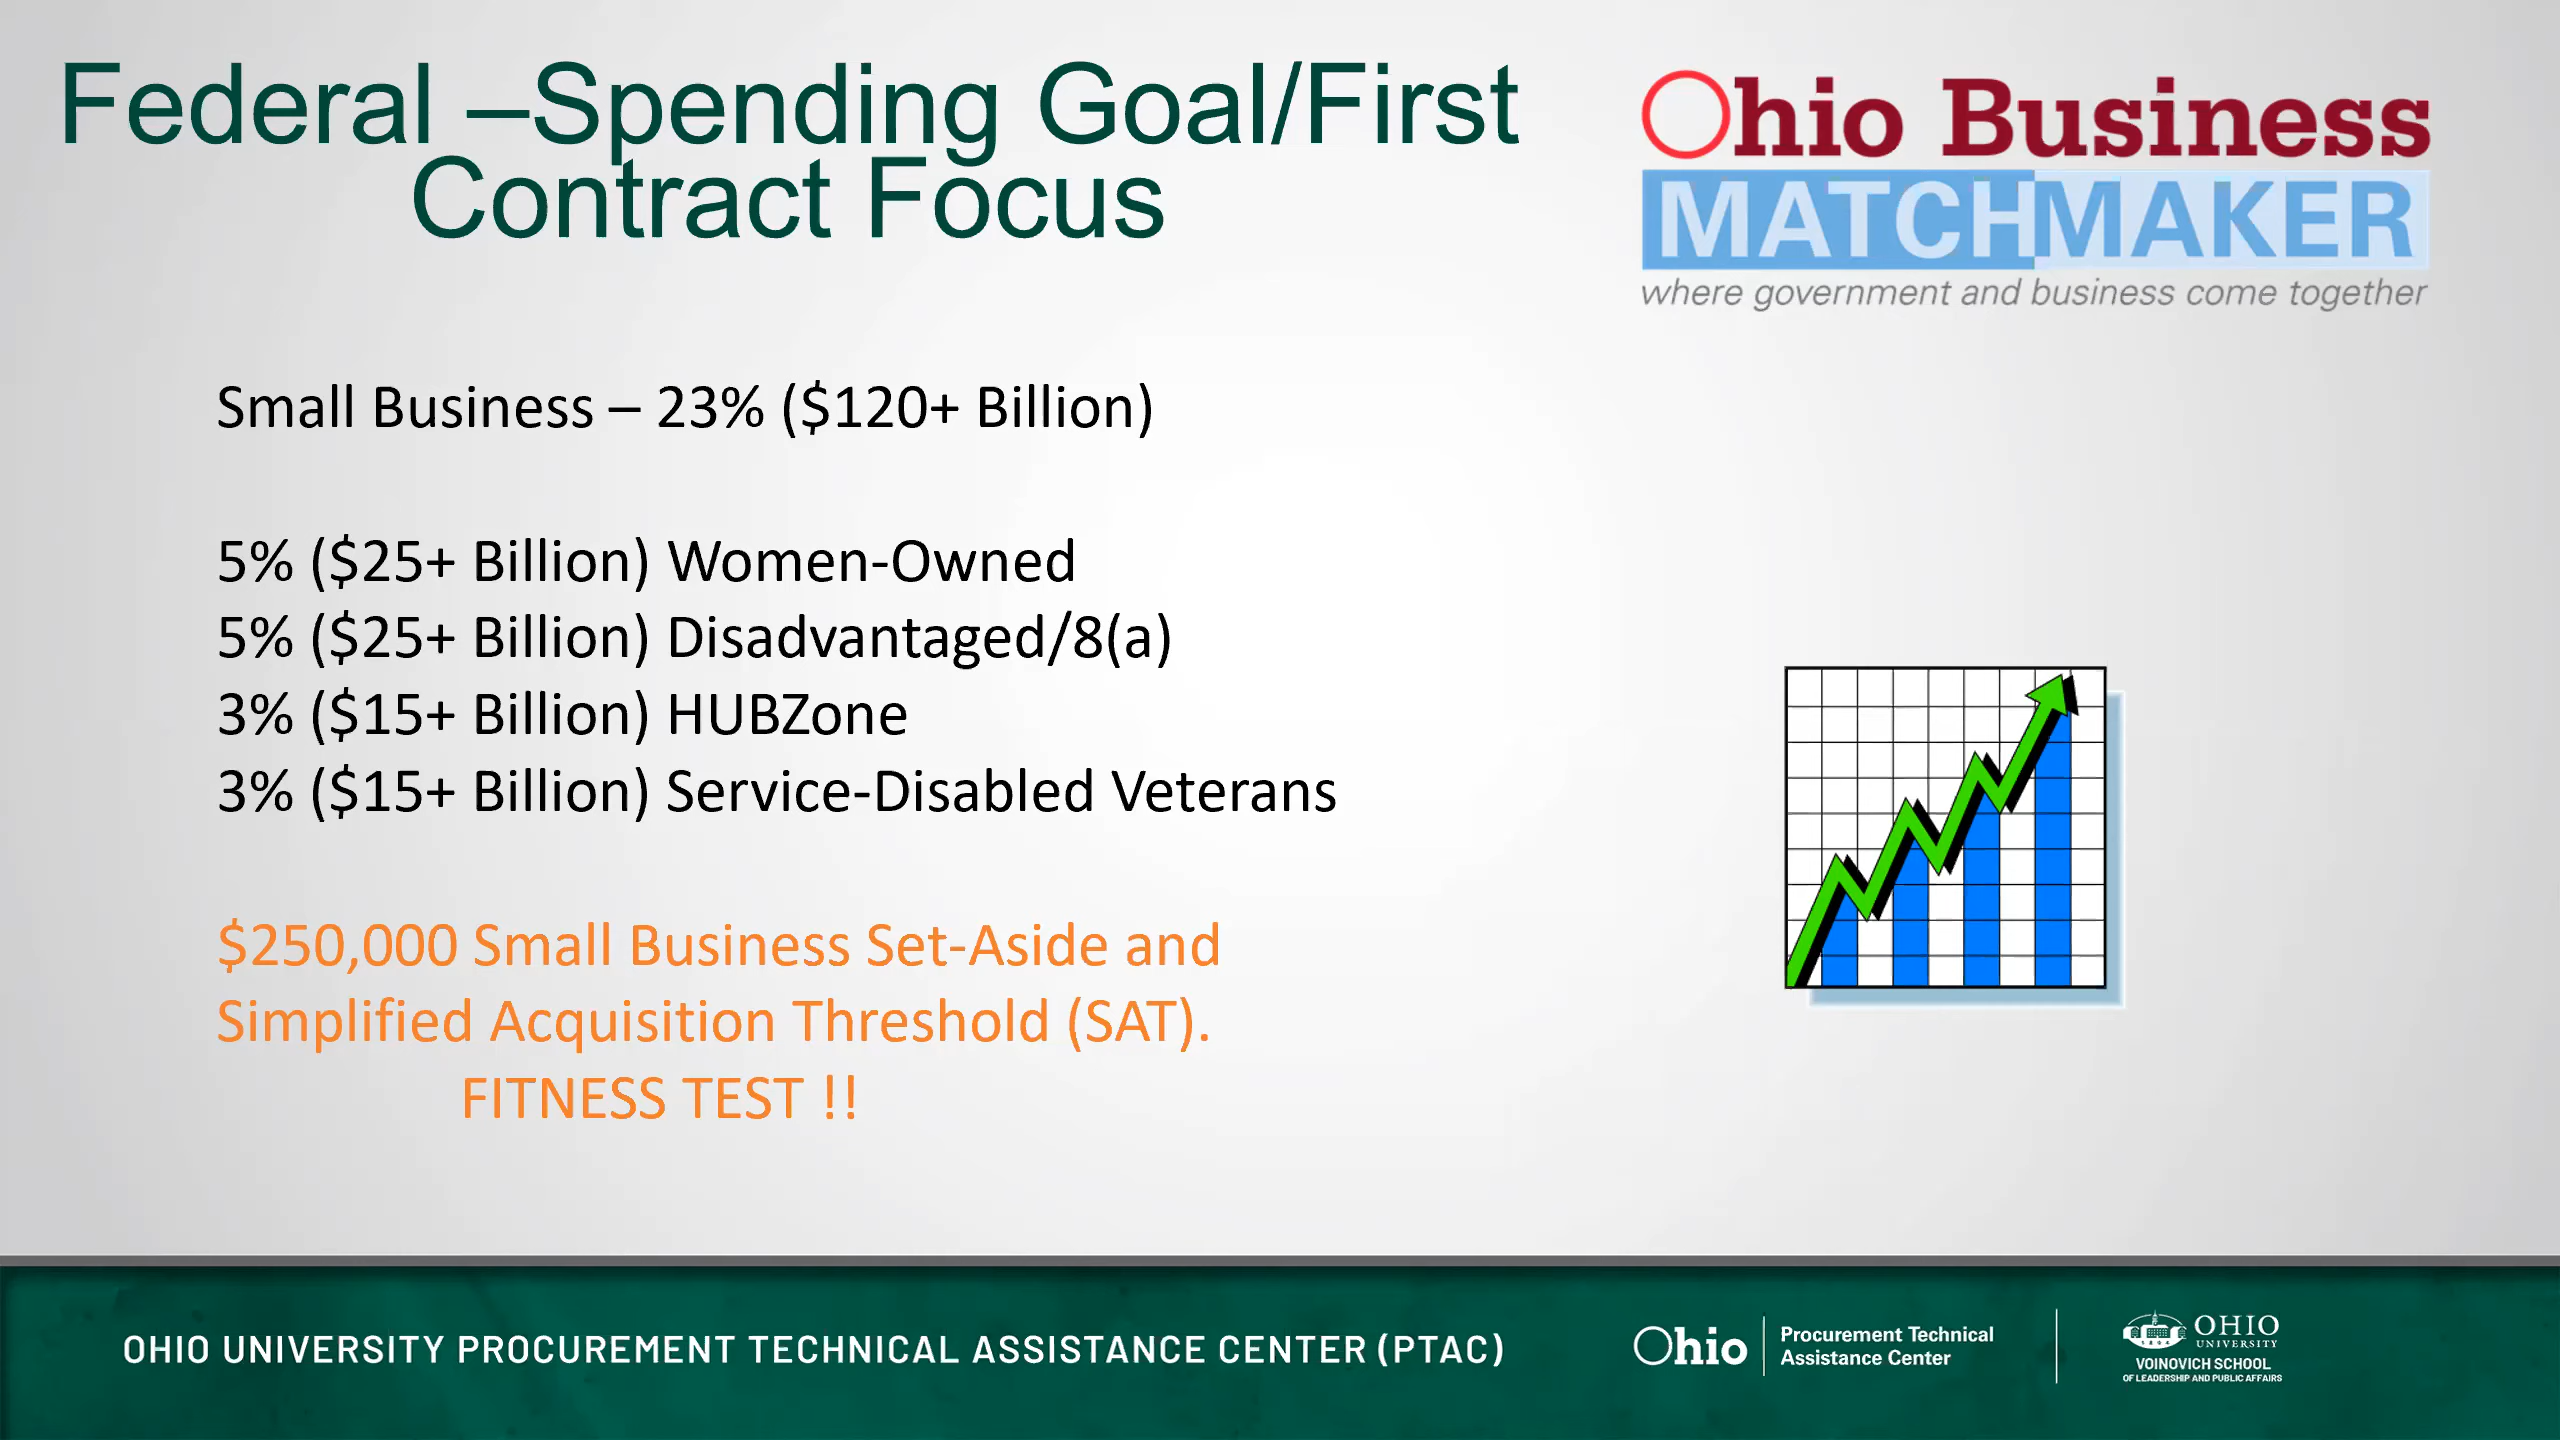 Federal –Spending Goal/First
Contract Focus
Ohio Business
MATCHMAKER
where government and business come together
Small Business – 23% ($120+ Billion)
5% ($25+ Billion) Women-Owned
5% ($25+ Billion) Disadvantaged/8(a)
3% ($15+ Billion) HUBZone
3% ($15+ Billion) Service-Disabled Veterans
$250,000 Small Business Set-Aside and
Simplified Acquisition Threshold (SAT).
FITNESS TEST !!
OHIO UNIVERSITY PROCUREMENT TECHNICAL ASSISTANCE CENTER (PTAC)
Ohio
Procurement Technical
Assistance Center
OHIO
UNIVERSITY
VOINOVICH SCHOOL
OF LEADERSHIP AND PUBLIC AFFAIRS